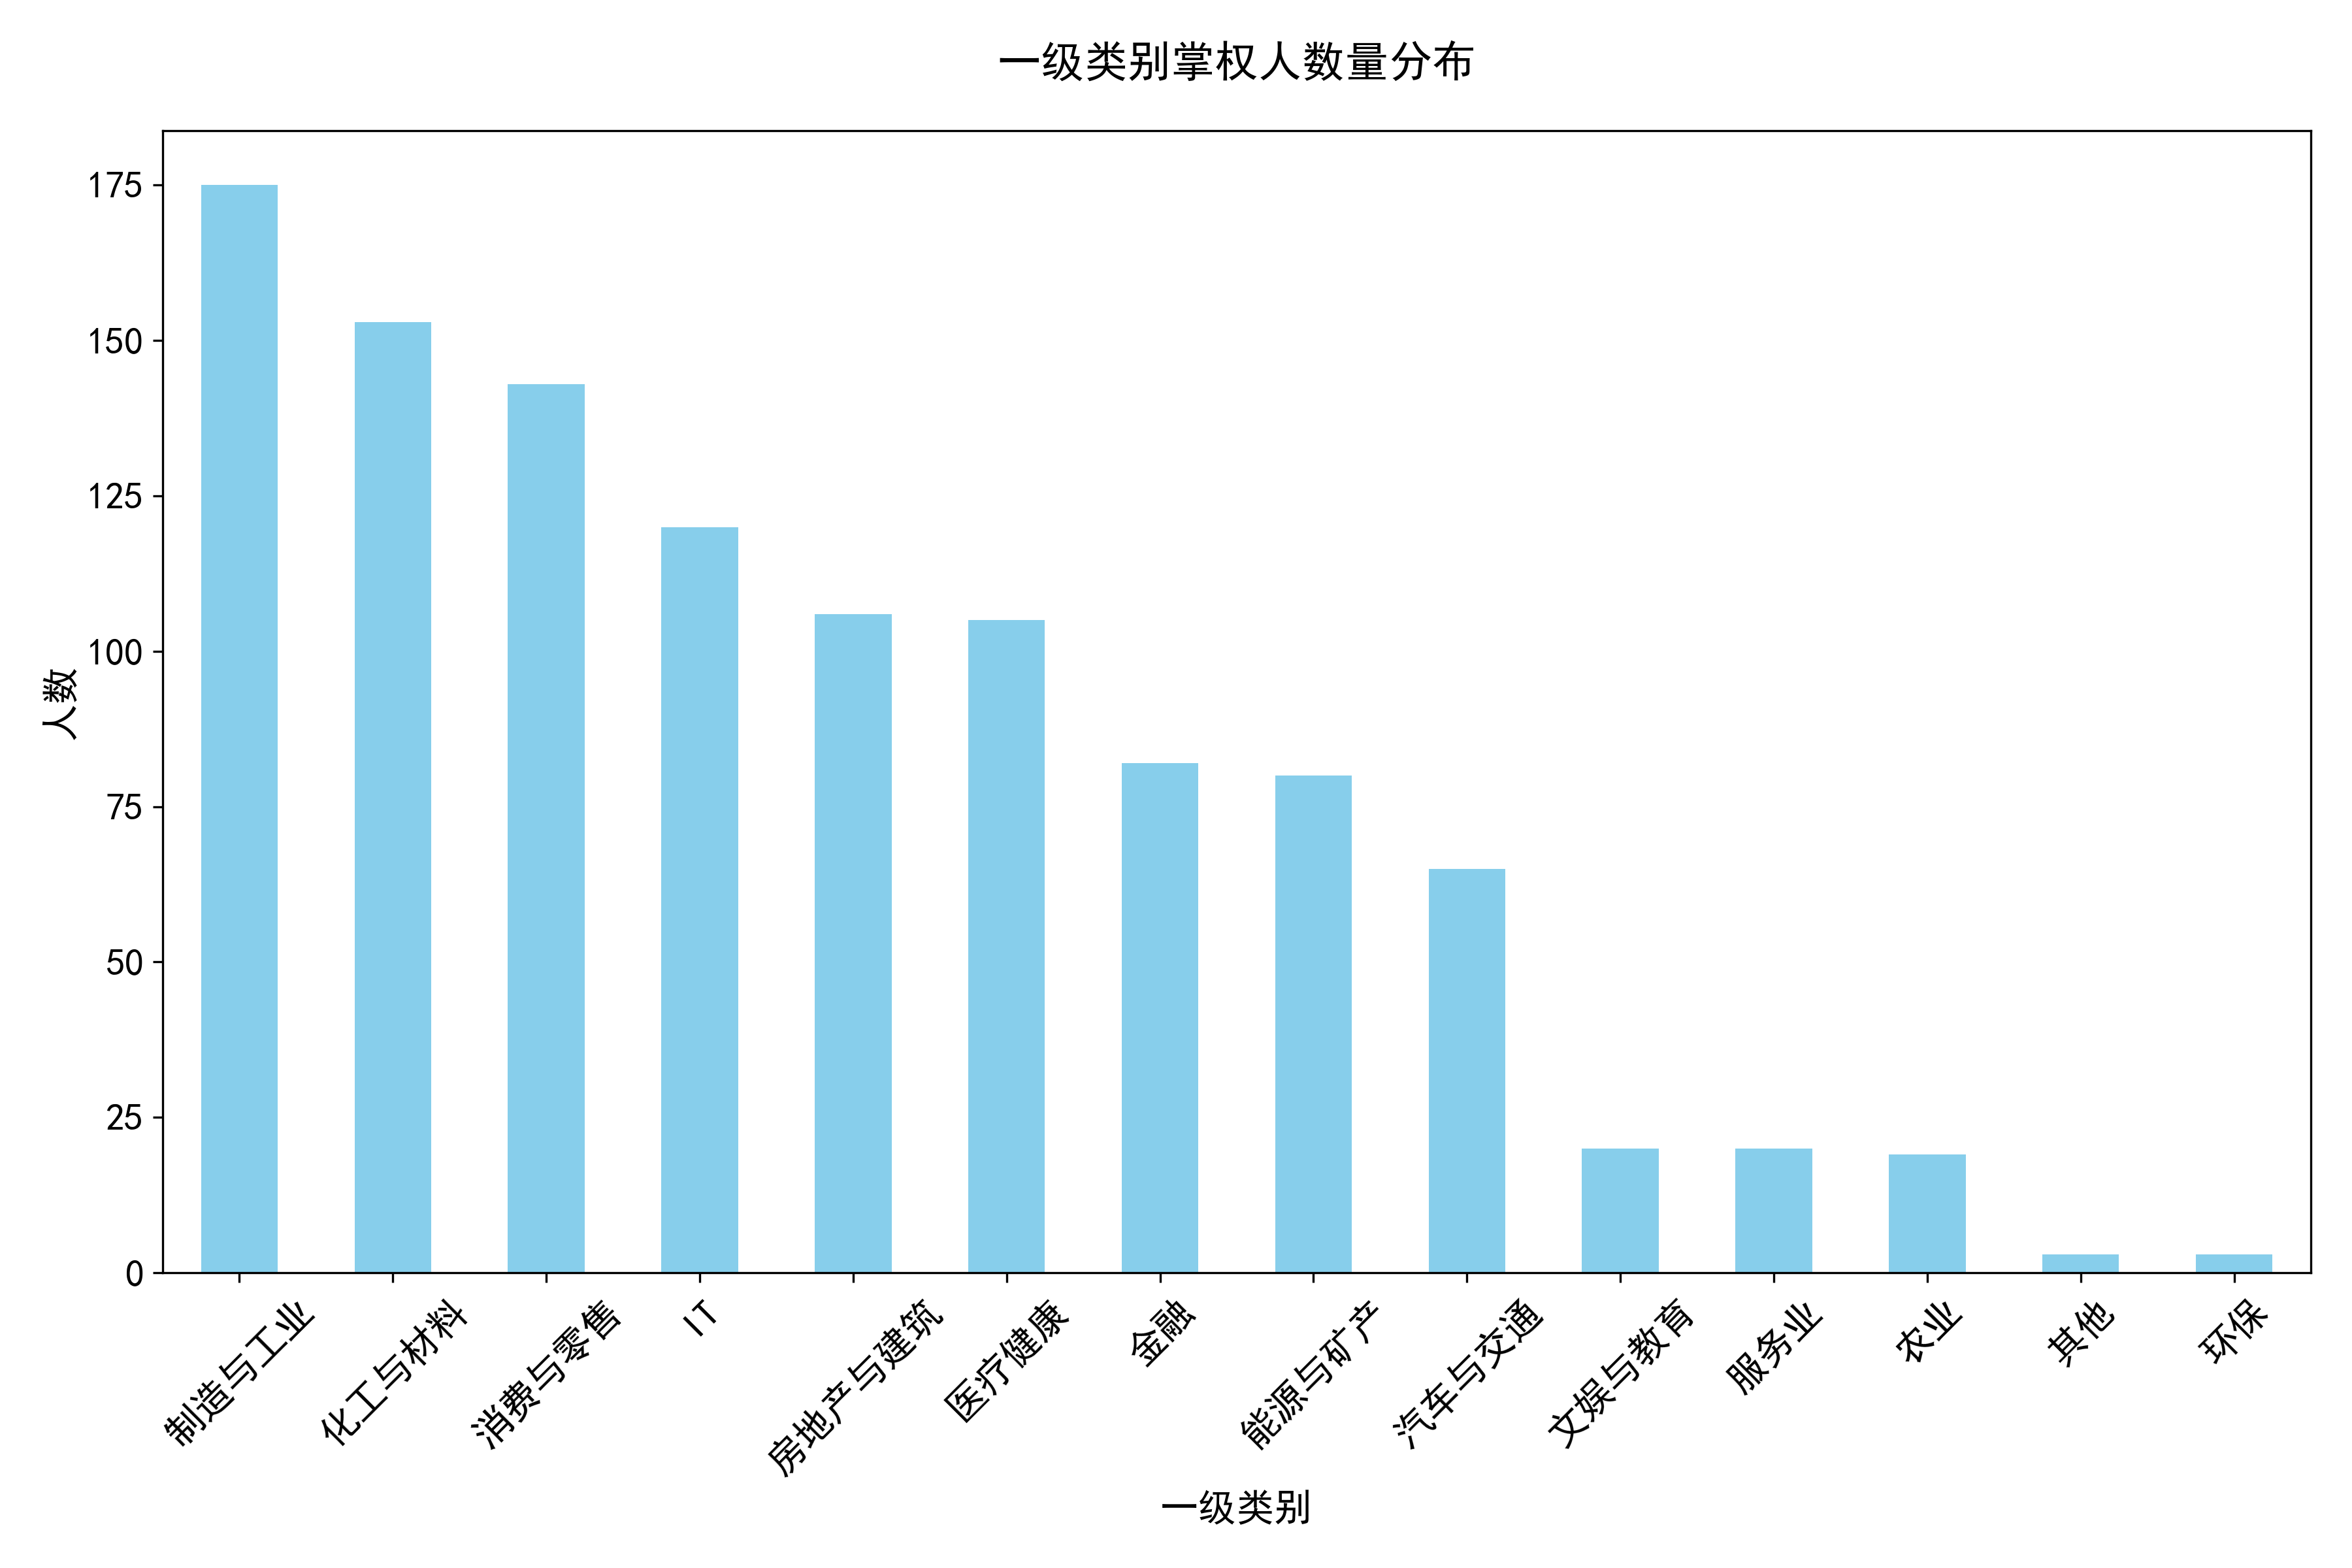 一级类别掌权人数量分布
人数
175
150
125
100
75
50
25
0
制造与工业
化工与材料
消费与零售
IT
房地产与建筑
医疗健康
金融
能源与矿产
汽车与交通
文娱与教育
服务业
农业
其他
环保
一级类别